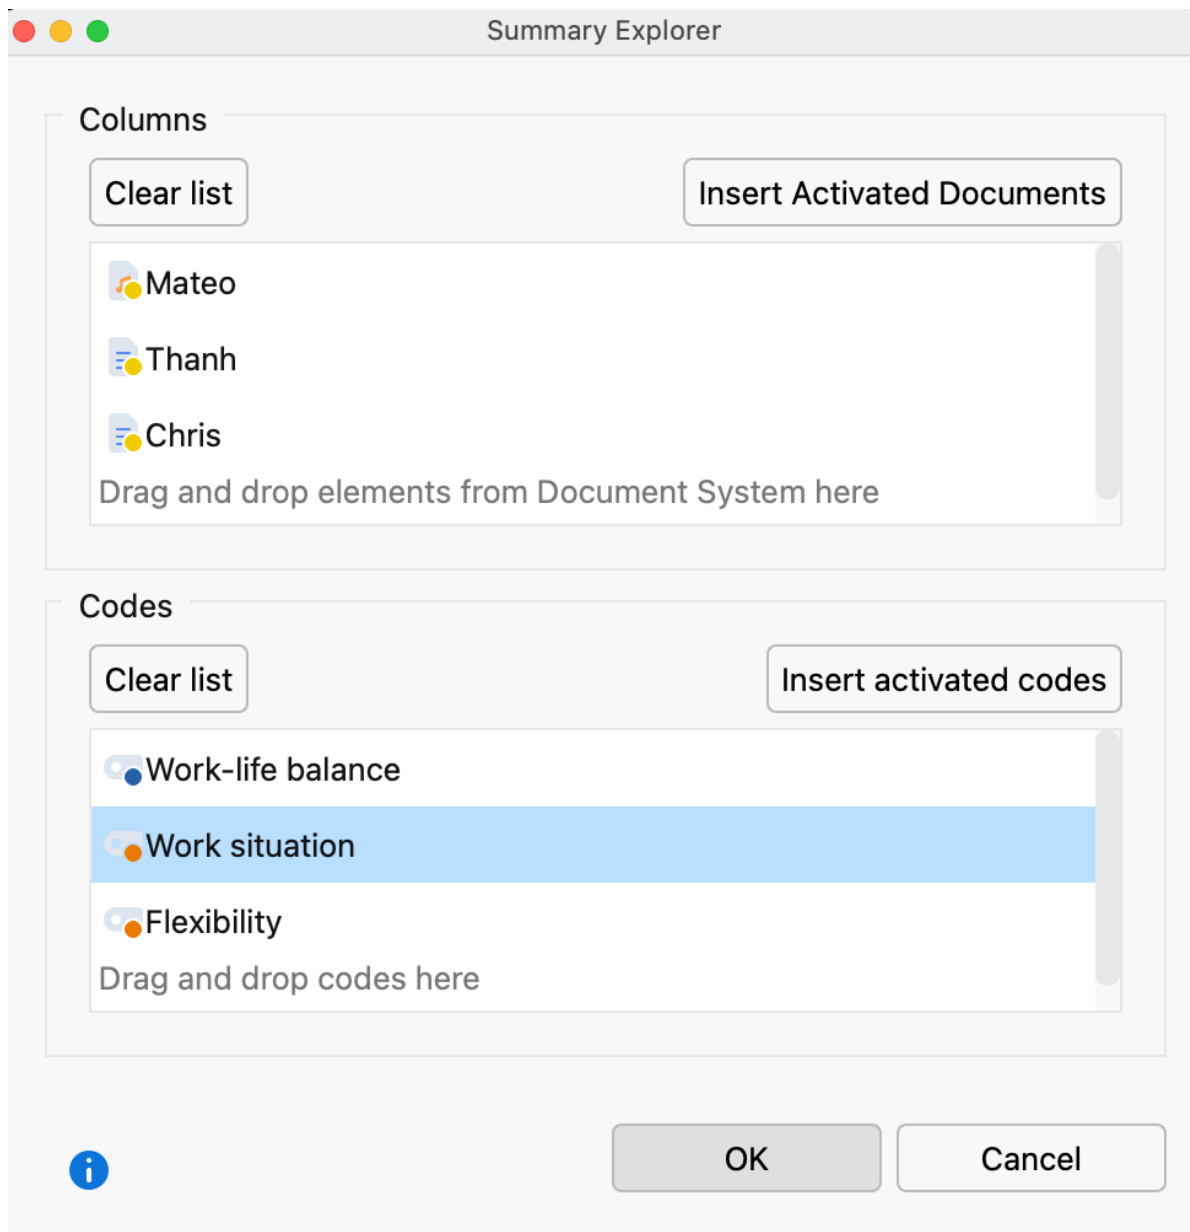 Summary Explorer
Columns
Clear list
Insert Activated Documents
Mateo
Thanh
Chris
Drag and drop elements from Document System here
Codes
Clear list
Insert activated codes
Work-life balance
Work situation
Flexibility
Drag and drop codes here
OK
Cancel